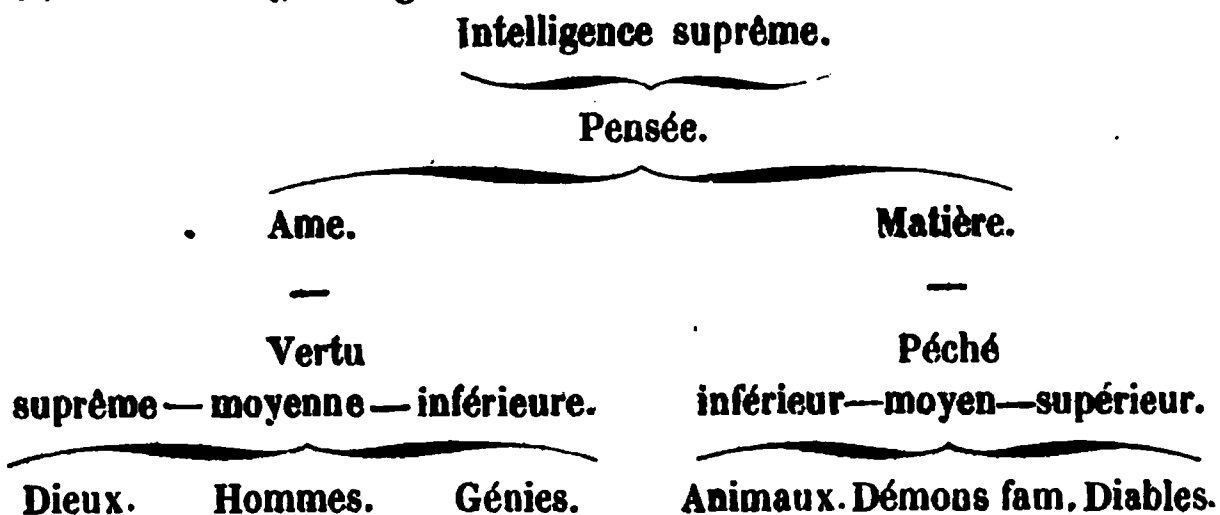 Intelligence suprême.
Pensée.
Ame. Matière.
— —
Vertu Péché
suprême — moyenne — inférieure. inférieur—moyen—supérieur.
Dieux. Hommes. Génies. Animaux. Démons fam. Diables.